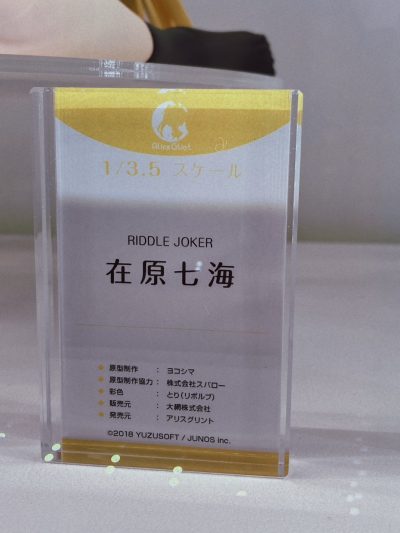 Alice Glint
1/3.5 スケール
RIDDLE JOKER
在原七海
◆ 原型制作 : ヨコシマ
◆ 原型制作協力 : 株式会社スパロー
◆ 彩色 : とり(リボルブ)
◆ 販売元 : 大網株式会社
◆ 発売元 : アリスグリント
©2018 YUZUSOFT / JUNOS inc.